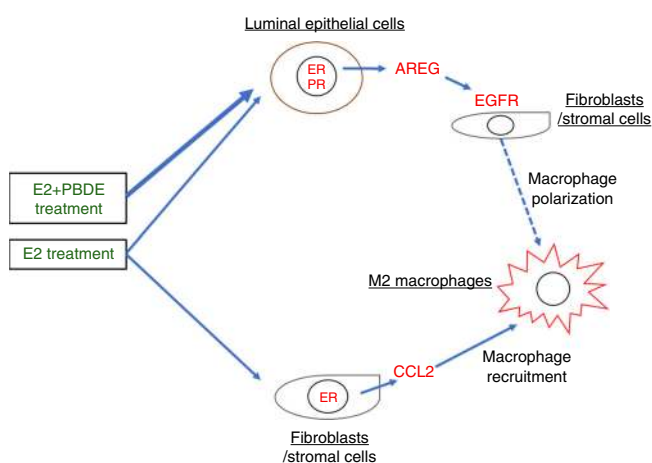 Luminal epithelial cells
ER
PR
AREG
EGFR
Fibroblasts
/stromal cells
E2+PBDE
treatment
Macrophage
polarization
E2 treatment
M2 macrophages
CCL2
Macrophage
recruitment
ER
Fibroblasts
/stromal cells